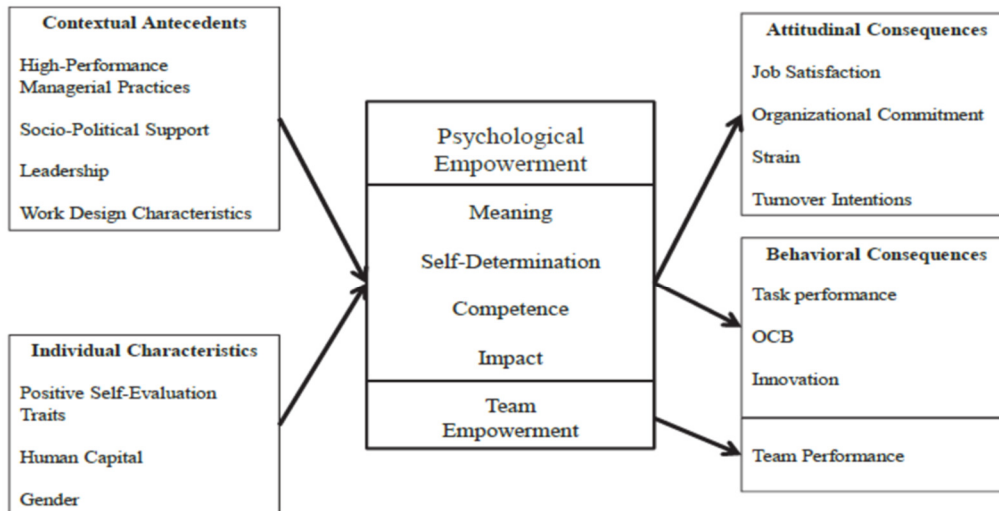 Contextual Antecedents
High-Performance
Managerial Practices
Socio-Political Support
Leadership
Work Design Characteristics
Individual Characteristics
Positive Self-Evaluation
Traits
Human Capital
Gender
Psychological
Empowerment
Meaning
Self-Determination
Competence
Impact
Team
Empowerment
Attitudinal Consequences
Job Satisfaction
Organizational Commitment
Strain
Turnover Intentions
Behavioral Consequences
Task performance
OCB
Innovation
Team Performance